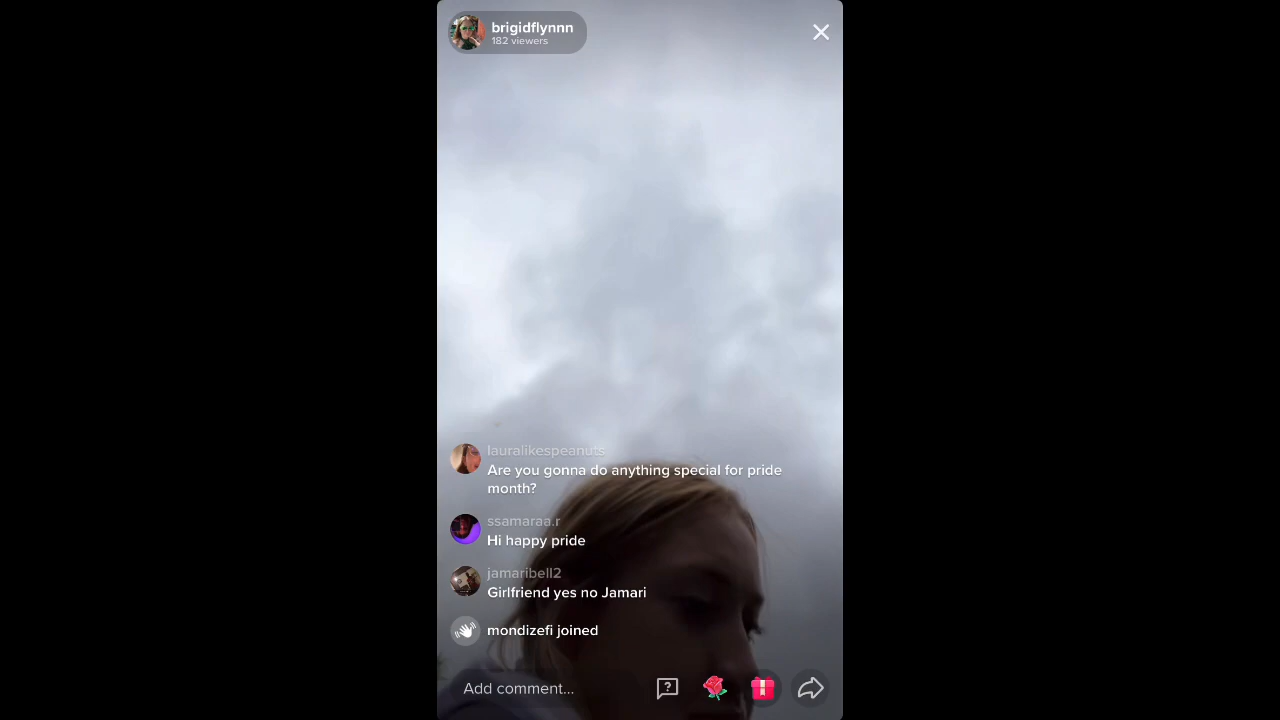 brigidflynnn
182 viewers
lauralikespeanuts
Are you gonna do anything special for pride
month?
ssamaraa.r
Hi happy pride
jamaribell2
Girlfriend yes no Jamari
mondizefi joined
Add comment...
?